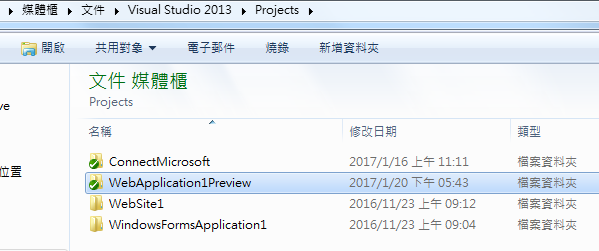 媒體櫃 ▸ 文件 ▸ Visual Studio 2013 ▸ Projects ▸
開啟 ▼ 共用對象 ▼ 電子郵件 燒錄 新增資料夾
文件 媒體櫃
Projects
名稱 修改日期 類型
ve
ConnectMicrosoft 2017/1/16 上午 11:11 檔案資料夾
位置
WebApplication1Preview 2017/1/20 下午 05:43 檔案資料夾
WebSite1 2016/11/23 上午 09:12 檔案資料夾
WindowsFormsApplication1 2016/11/23 上午 09:04 檔案資料夾